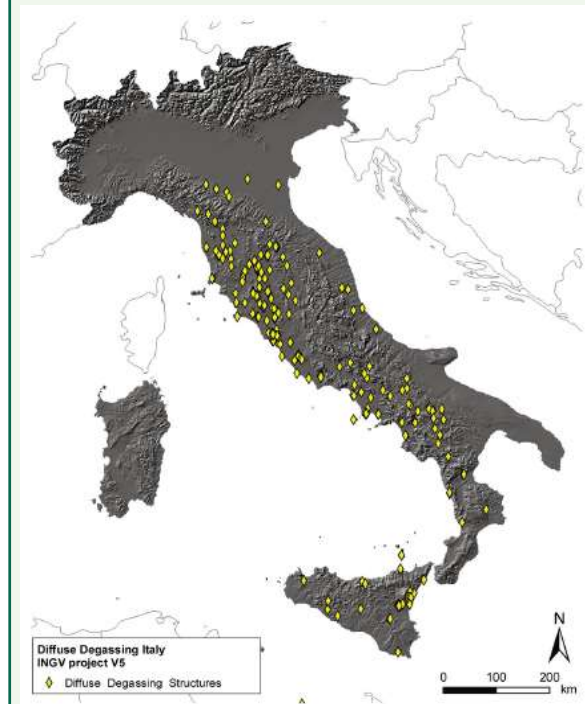 Diffuse Degassing Italy
INGV project V5
Diffuse Degassing Structures
N
0 100 200
km